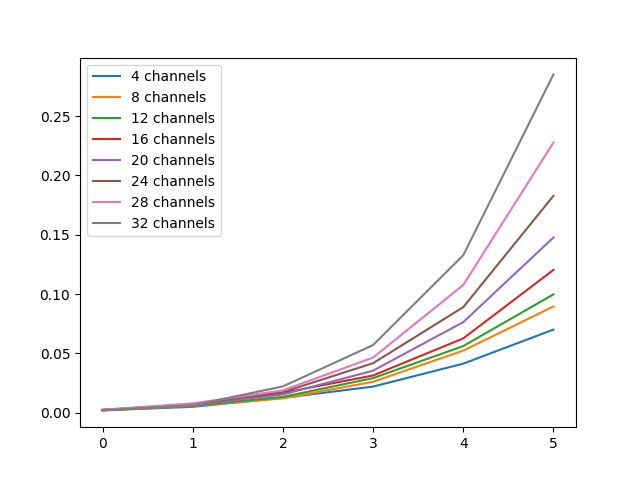 4 channels
8 channels
12 channels
16 channels
20 channels
24 channels
28 channels
32 channels
0.25
0.20
0.15
0.10
0.05
0.00
0 1 2 3 4 5